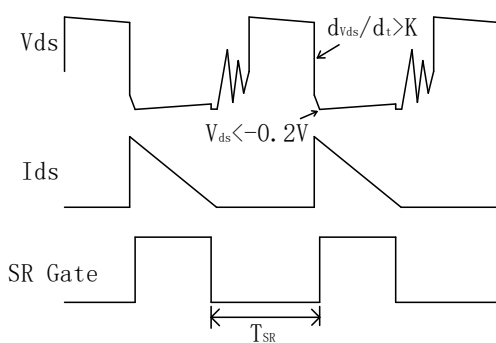 Vds
dVds/dt>K
Vds<-0.2V
Ids
SR Gate
TSR